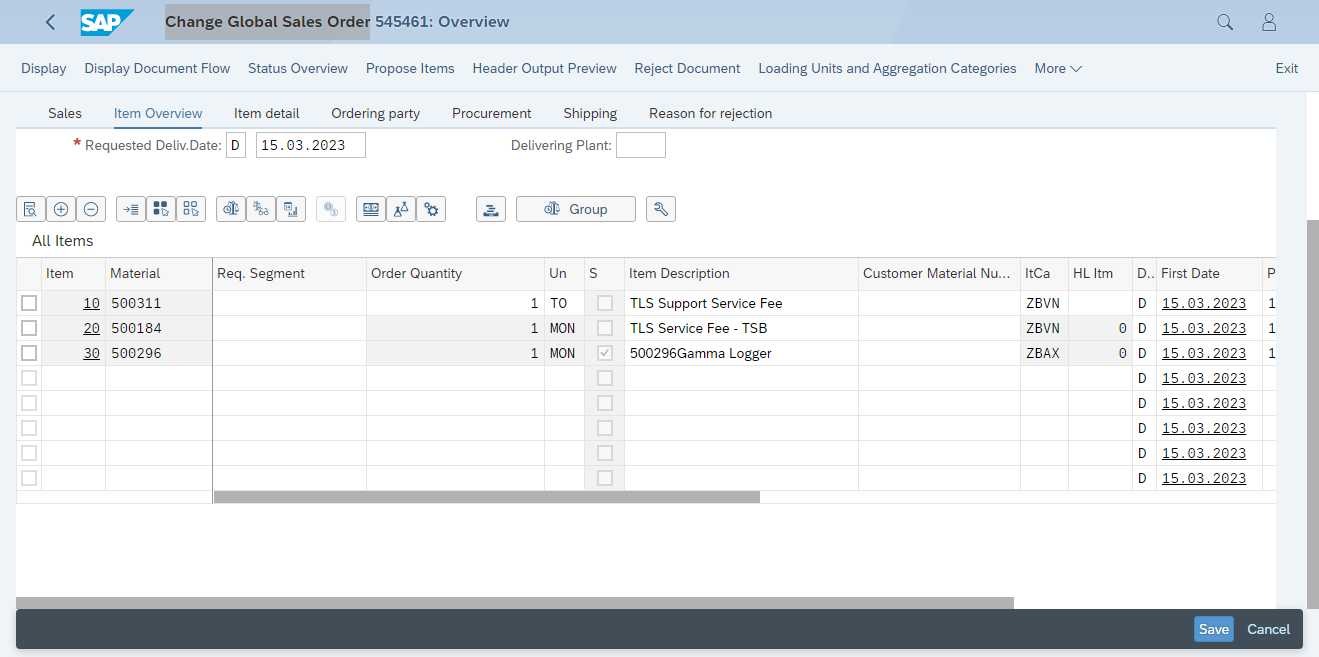 SAP Change Global Sales Order 545461: Overview
Display Display Document Flow Status Overview Propose Items Header Output Preview Reject Document Loading Units and Aggregation Categories More Exit
Sales Item Overview Item detail Ordering party Procurement Shipping Reason for rejection
* Requested Deliv.Date: D 15.03.2023 Delivering Plant:
Group
All Items
Item Material Req. Segment Order Quantity Un S Item Description Customer Material Nu... ItCa HL Itm D.. First Date P
10 500311 1 TO TLS Support Service Fee ZBVN D 15.03.2023 1
20 500184 1 MON TLS Service Fee - TSB ZBVN 0 D 15.03.2023 1
30 500296 1 MON 500296Gamma Logger ZBAX 0 D 15.03.2023 1
D 15.03.2023
D 15.03.2023
D 15.03.2023
D 15.03.2023
D 15.03.2023
Save Cancel